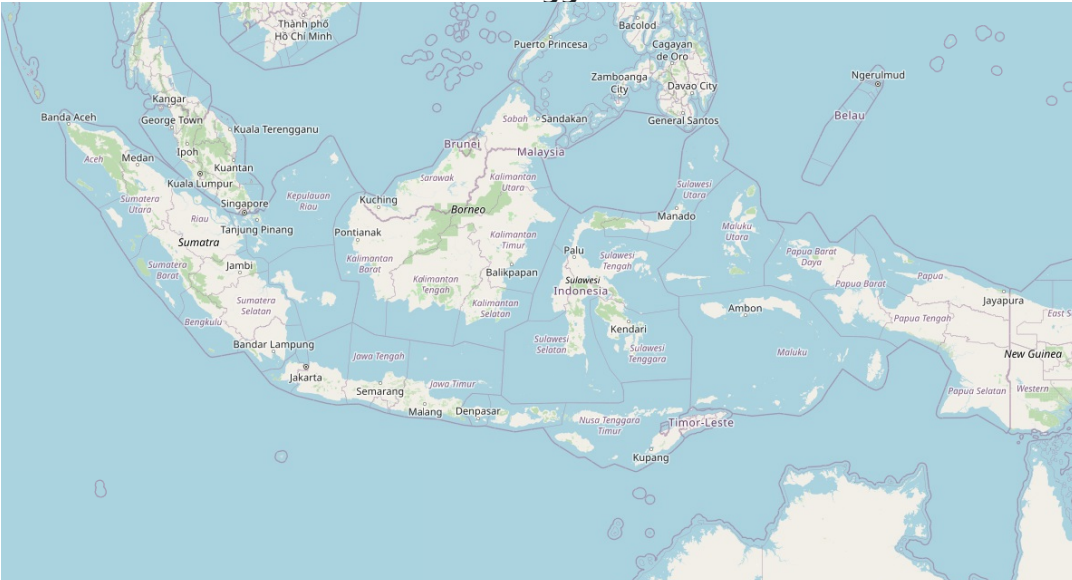 Thành phố
Hồ Chí Minh
Bacolod
Puerto Princesa
Cagayan
de Oro
Zamboanga
City
Davao City
Ngerulmud
Kangar
Banda Aceh
George Town
Kuala Terengganu
Sabah
Sandakan
General Santos
Belau
Ipoh
Brunei
Malaysia
Aceh
Medan
Kuantan
Kuala Lumpur
Sarawak
Kalimantan
Utara
Sulawesi
Utara
Sumatera
Utara
Kepulauan
Riau
Kuching
Singapore
Borneo
Riau
Manado
Tanjung Pinang
Pontianak
Maluku
Utara
Sumatra
Kalimantan
Timur
Palu
Papua Barat
Daya
Sumatera
Barat
Jambi
Kalimantan
Barat
Balikpapan
Sulawesi
Tengah
Kalimantan
Tengah
Sulawesi
Indonesia
Papua Barat
Papua
Sumatera
Selatan
Kalimantan
Selatan
Jayapura
Ambon
Papua Tengah
East S
Bengkulu
Kendari
Bandar Lampung
Sulawesi
Selatan
Sulawesi
Tenggara
Jawa Tengah
Maluku
New Guinea
Jakarta
Semarang
Jawa Timur
Papua Selatan
Western
Malang
Denpasar
Nusa Tenggara
Timur
Timor-Leste
Kupang